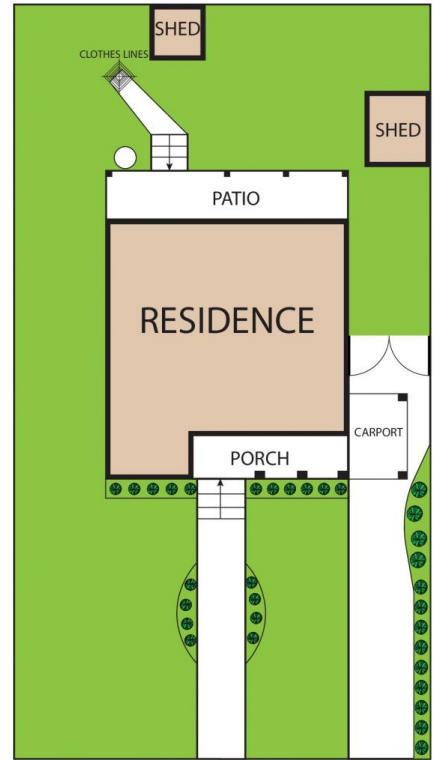 SHED
CLOTHES LINES
SHED
PATIO
RESIDENCE
CARPORT
PORCH